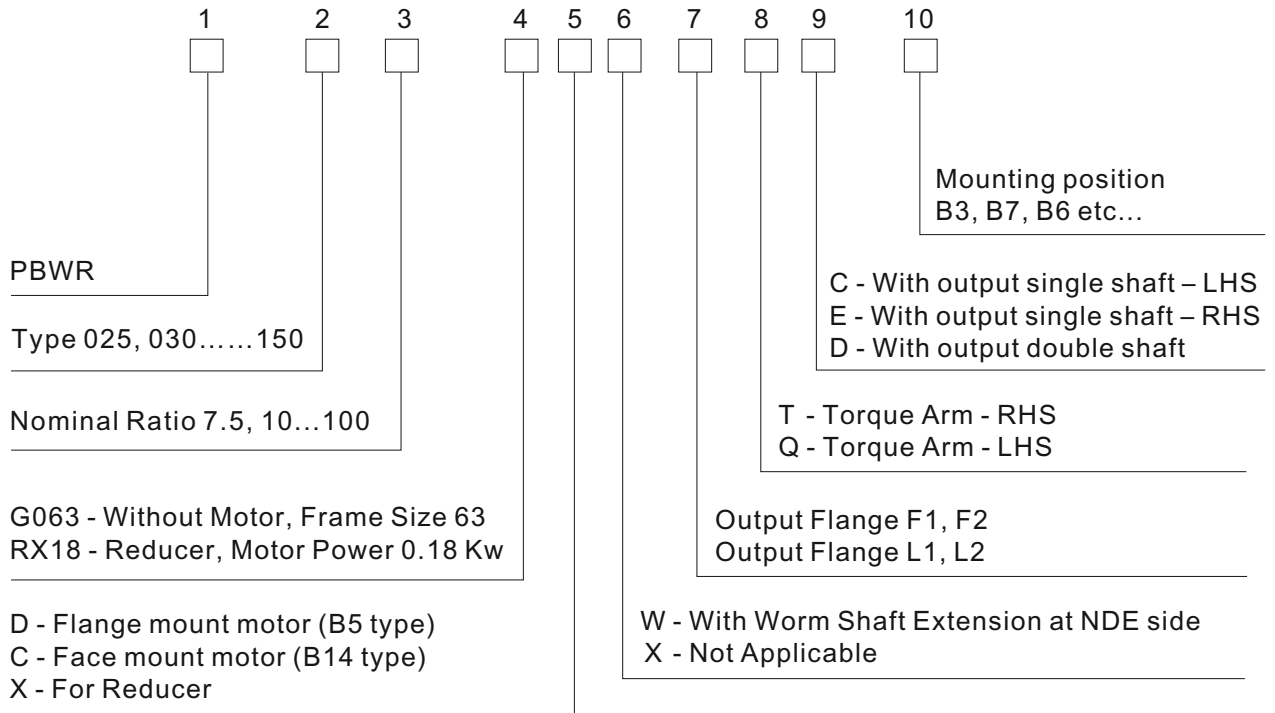 1 2 3 4 5 6 7 8 9 10
Mounting position
B3, B7, B6 etc...
PBWR
C - With output single shaft – LHS
E - With output single shaft – RHS
D - With output double shaft
Type 025, 030......150
Nominal Ratio 7.5, 10...100
T - Torque Arm - RHS
Q - Torque Arm - LHS
G063 - Without Motor, Frame Size 63
RX18 - Reducer, Motor Power 0.18 Kw
Output Flange F1, F2
Output Flange L1, L2
D - Flange mount motor (B5 type)
C - Face mount motor (B14 type)
X - For Reducer
W - With Worm Shaft Extension at NDE side
X - Not Applicable